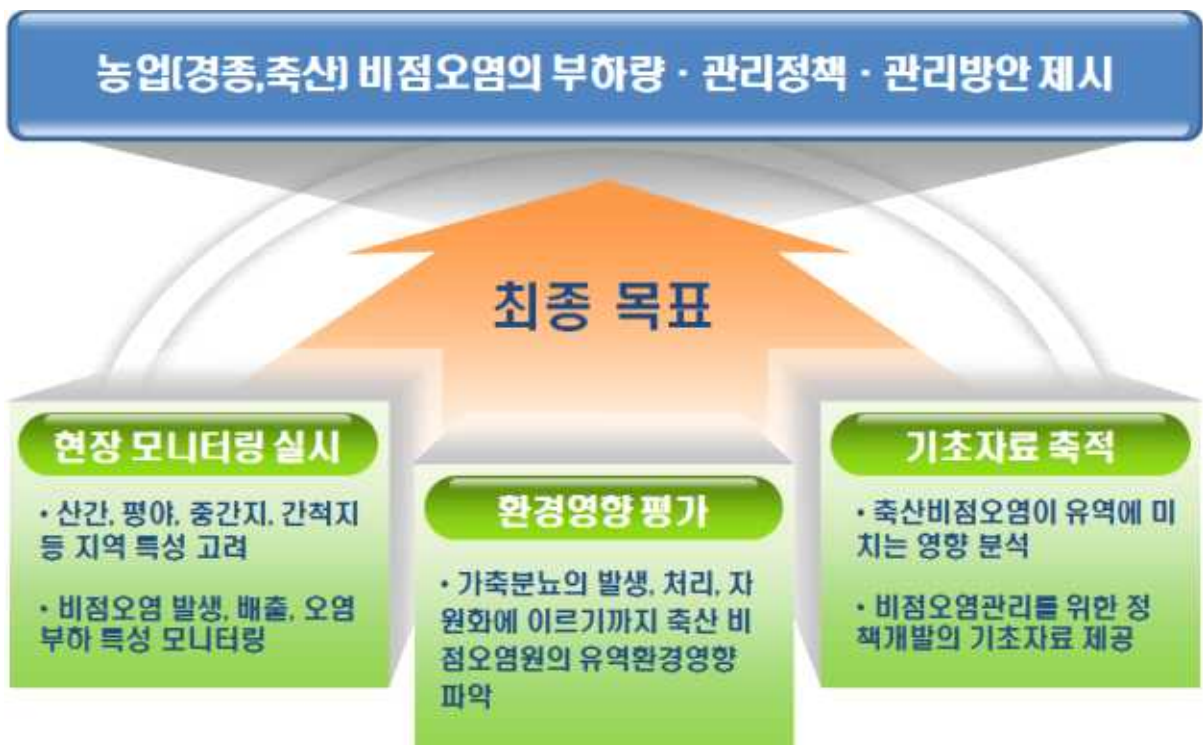 농업(경종,축산) 비점오염의 부하량 · 관리정책 · 관리방안 제시
최종 목표
현장 모니터링 실시
• 산간, 평야, 중간지, 간척지
등 지역 특성 고려
• 비점오염 발생, 배출, 오염
부하 특성 모니터링
환경영향 평가
• 가축분뇨의 발생, 처리, 자
원화에 이르기까지 축산 비
점오염원의 유역환경영향
파악
기초자료 축적
• 축산비점오염이 유역에 미
치는 영향 분석
• 비점오염관리를 위한 정
책개발의 기초자료 제공